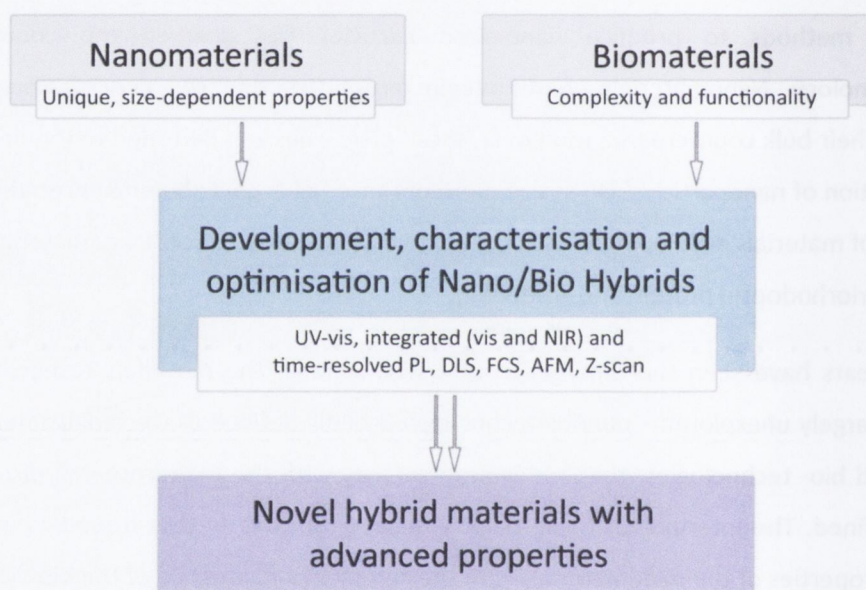 Nanomaterials
Unique, size-dependent properties
Biomaterials
Complexity and functionality
Development, characterisation and
optimisation of Nano/Bio Hybrids
UV-vis, integrated (vis and NIR) and
time-resolved PL, DLS, FCS, AFM, Z-scan
Novel hybrid materials with
advanced properties